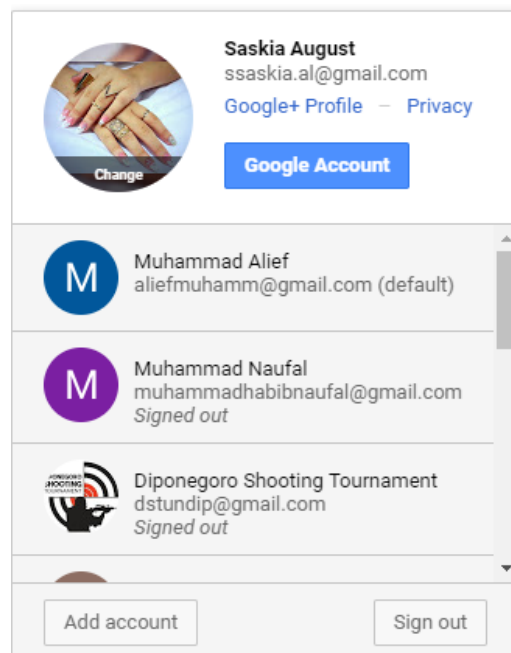 Saskia August
ssaskia.al@gmail.com
Google+ Profile – Privacy
Change
Google Account
M
Muhammad Alief
aliefmuhamm@gmail.com (default)
M
Muhammad Naufal
muhammadhabibnaufal@gmail.com
Signed out
SHOOTING
Diponegoro Shooting Tournament
dstundip@gmail.com
Signed out
Add account
Sign out